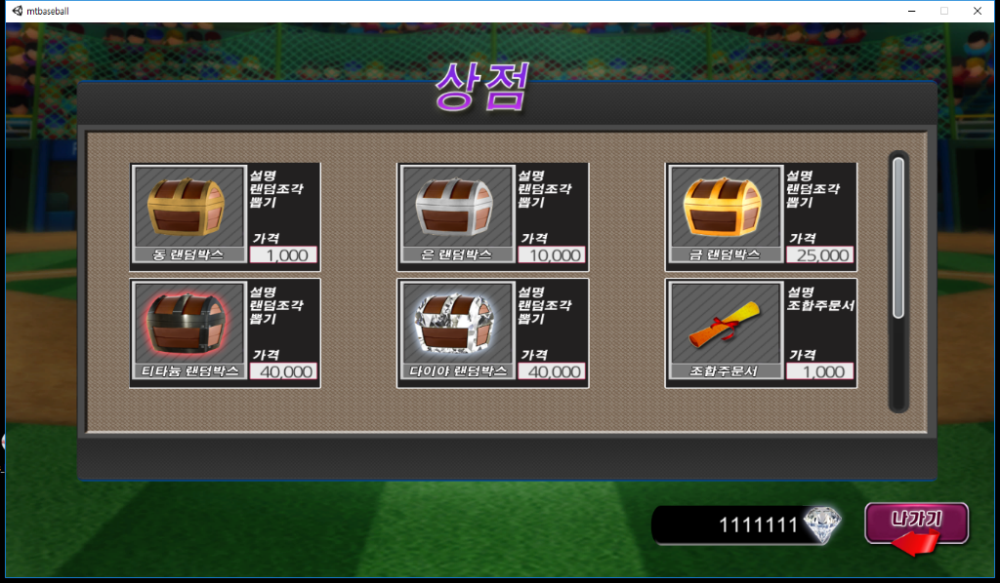 mtbaseball
상점
설명
랜덤조각
뽑기
가격
동 랜덤박스
1,000
설명
랜덤조각
뽑기
가격
은 랜덤박스
10,000
설명
랜덤조각
뽑기
가격
금 랜덤박스
25,000
설명
랜덤조각
뽑기
가격
티타늄 랜덤박스
40,000
설명
랜덤조각
뽑기
가격
다이야 랜덤박스
40,000
설명
조합주문서
가격
조합주문서
1,000
1111111
나가기